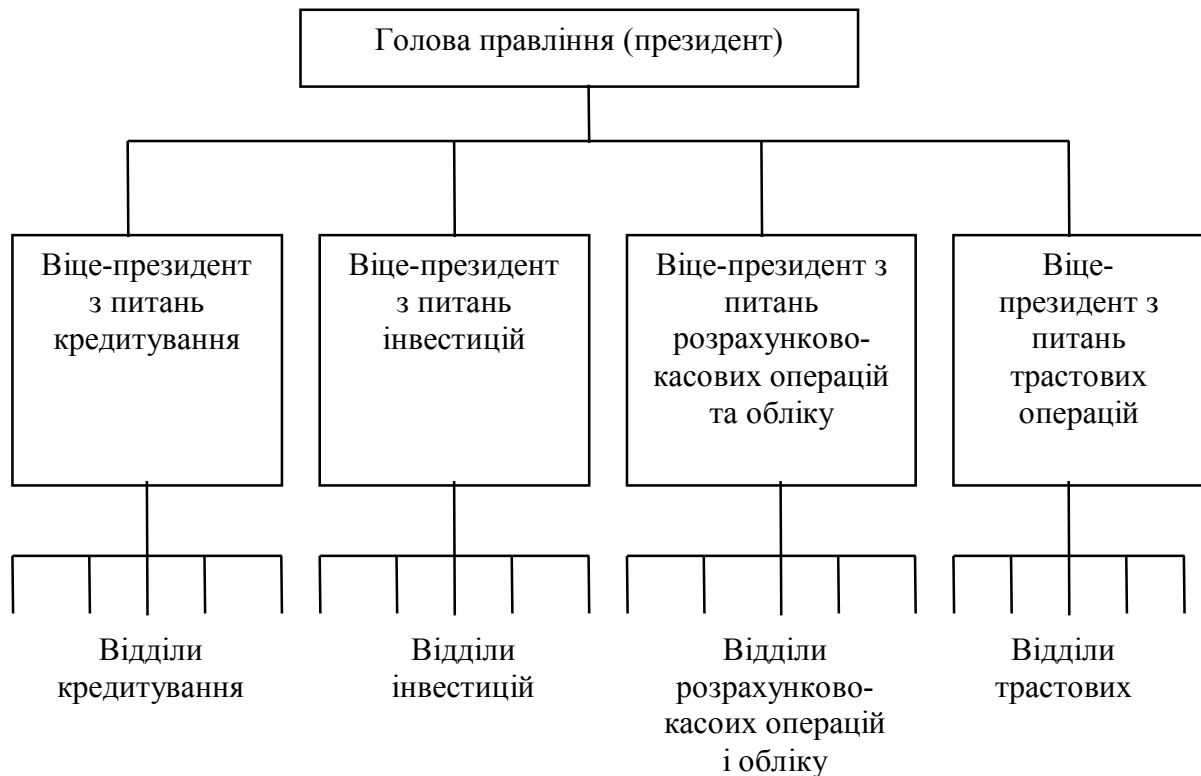 Голова правління (президент)
Віце-президент
з питань
кредитування
Віце-президент
з питань
інвестицій
Віце-президент з
питань
розрахунково-
касових операцій
та обліку
Віце-
президент з
питань
трастових
операцій
Відділи
кредитування
Відділи
інвестицій
Відділи
розрахунково-
касоих операцій
і обліку
Відділи
трастових